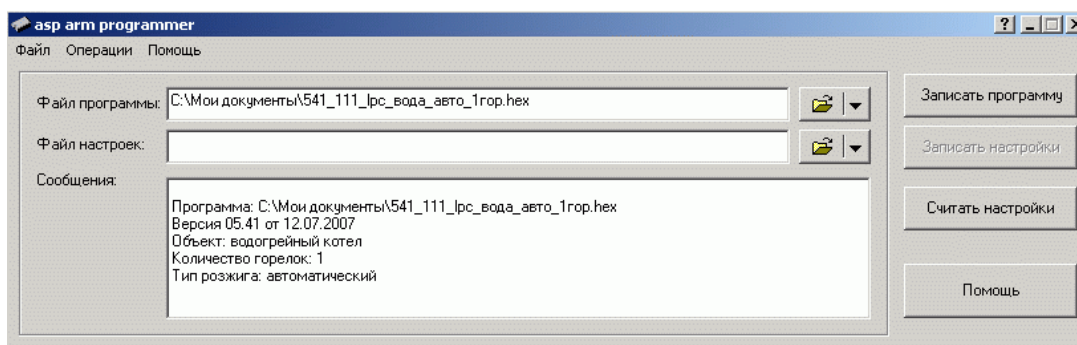 asp arm programmer
Файл Операции Помощь
Файл программы: C:\Мои документы\541_111_lpc_вода_авто_1гор.hex
Записать программу
Файл настроек:
Записать настройки
Сообщения:
Программа: C:\Мои документы\541_111_lpc_вода_авто_1гор.hex
Версия 05.41 от 12.07.2007
Объект: водогрейный котел
Количество горелок: 1
Тип розжига: автоматический
Считать настройки
Помощь